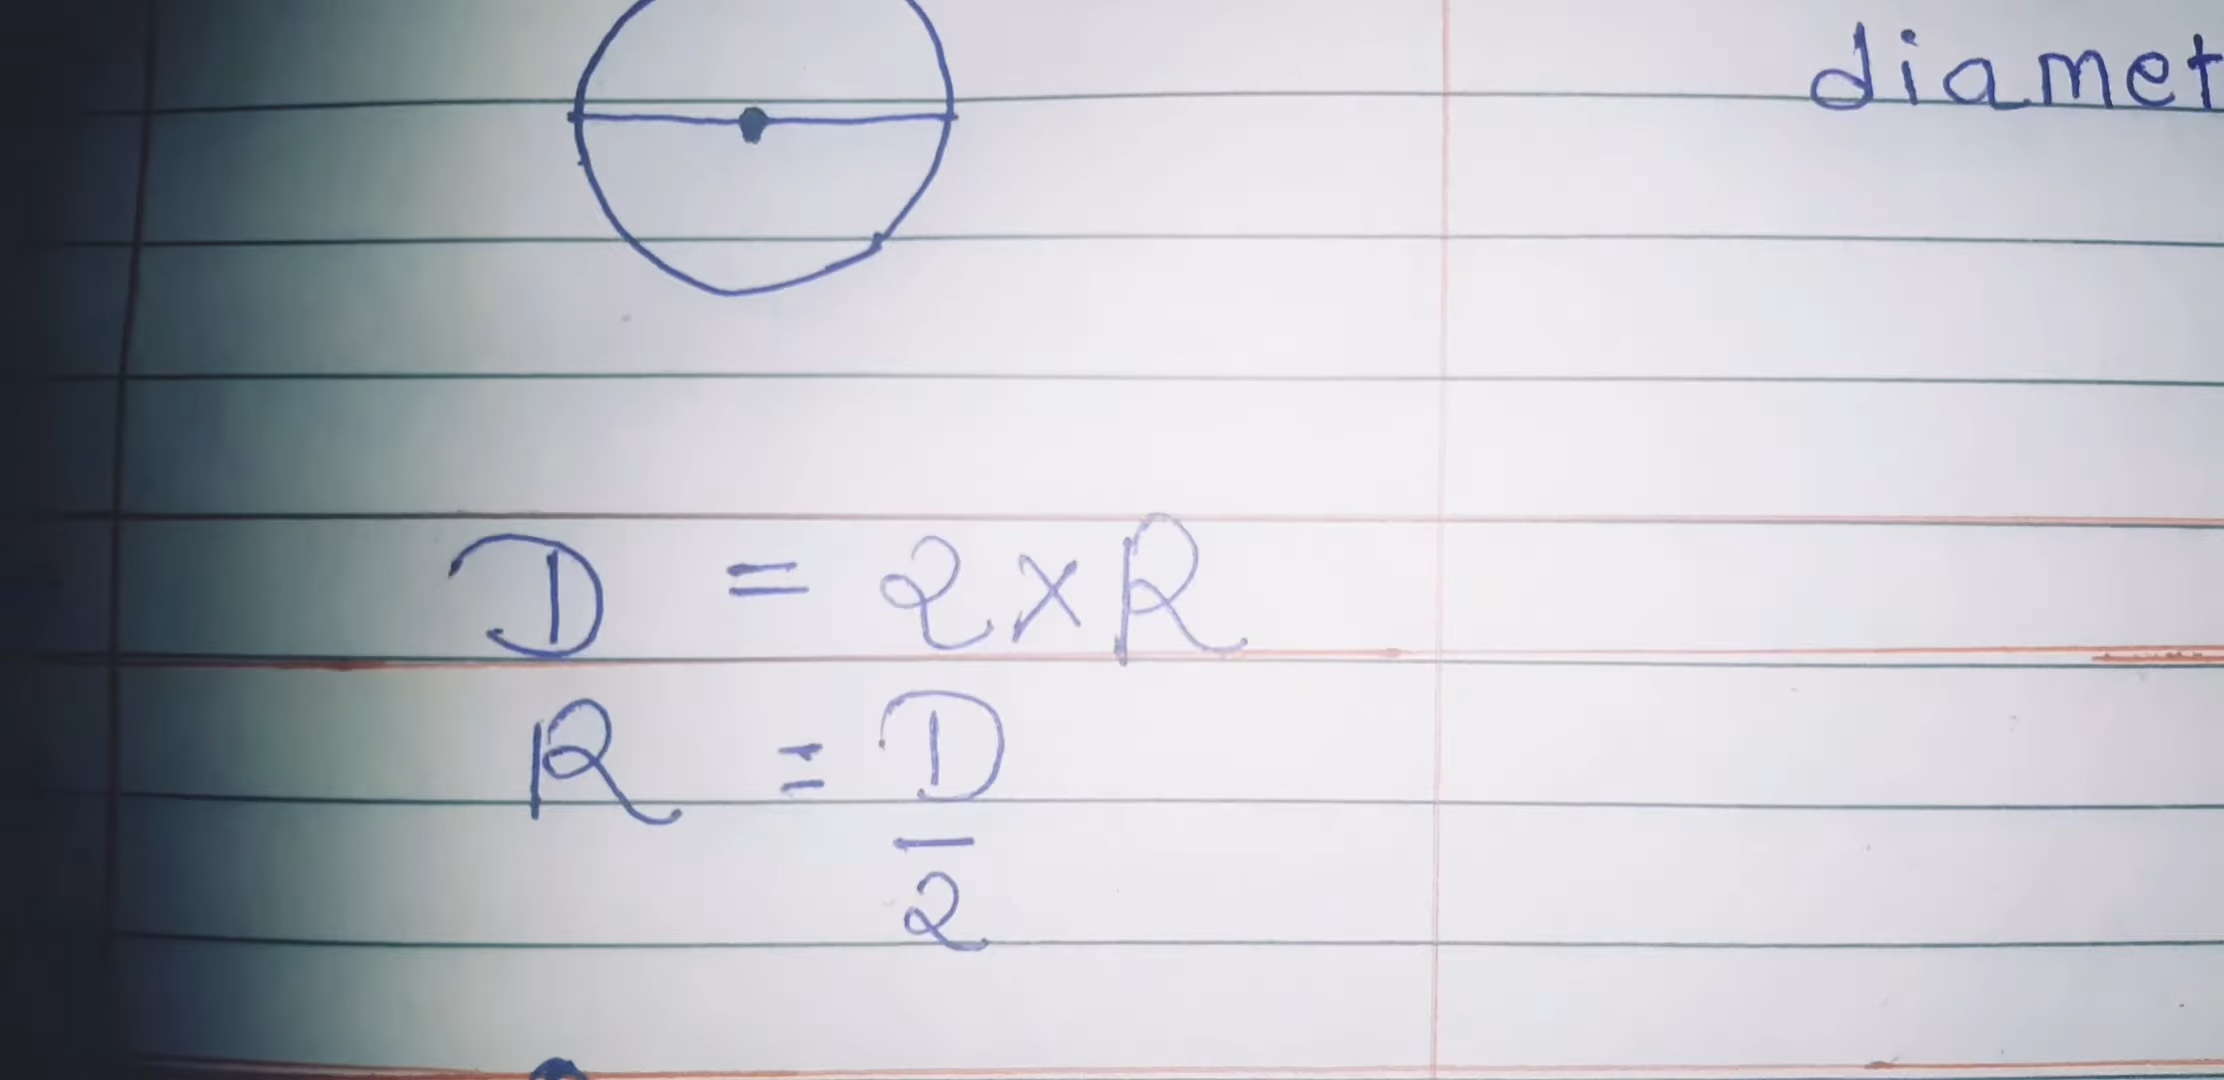 diamet
D = 2 × R
R = D
—
2